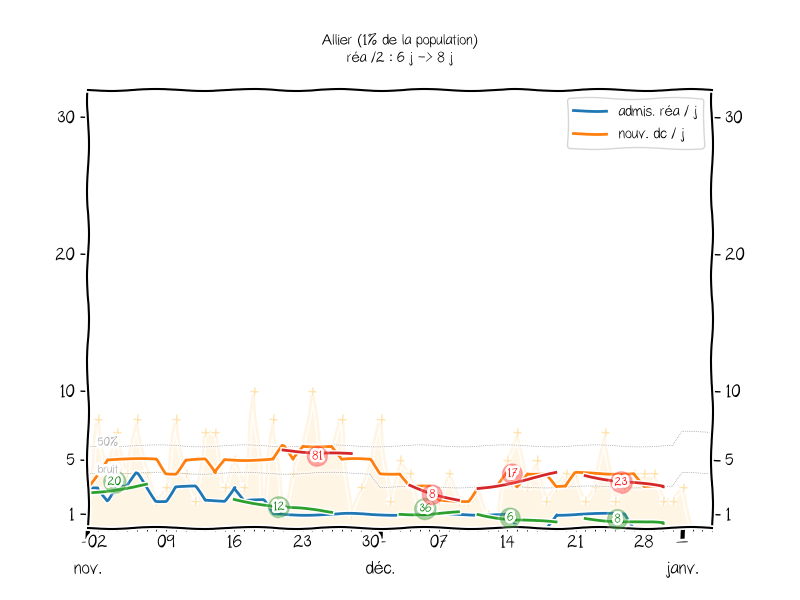 Allier (1% de la population)
réa /2 : 6 j -> 8 j
admis. réa / j
nouv. dc / j
30 30
20 20
10 10
50%
5 5
bruit
1 1
20
12
81
8
36
17
6
23
8
02 09 16 23 30 07 14 21 28
nov. déc. janv.